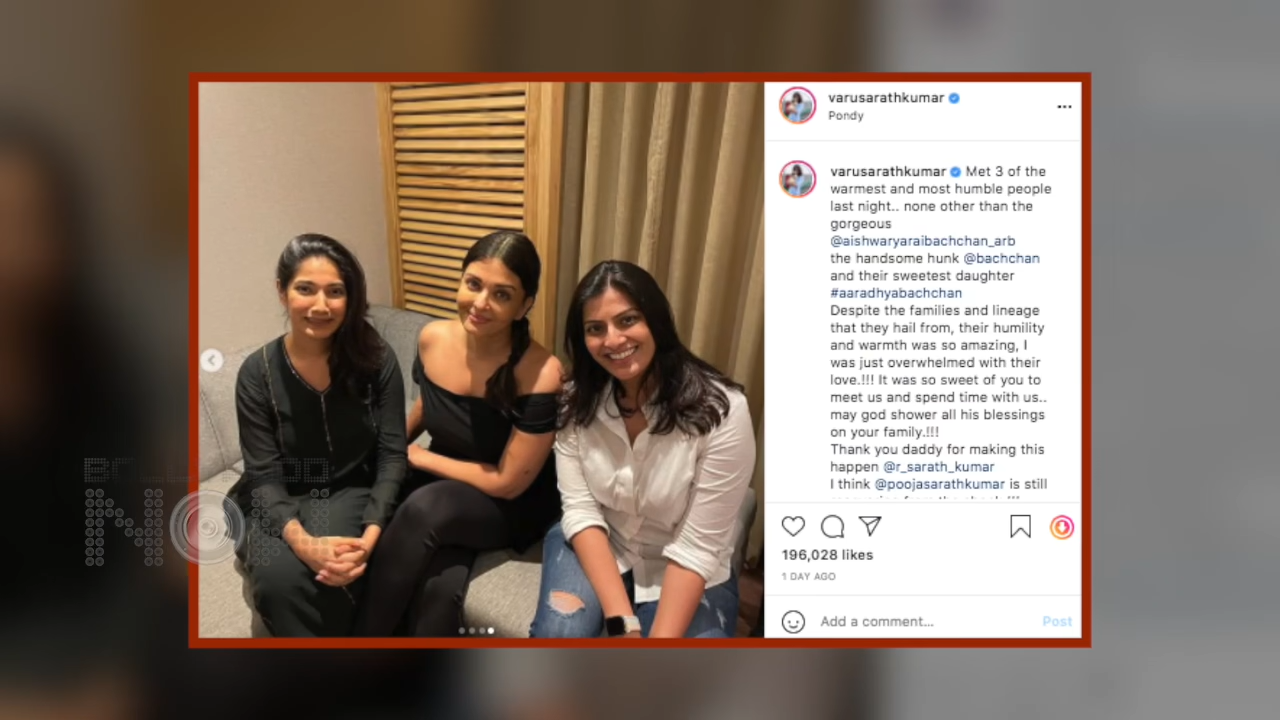 varusarathkumar
Pondy
varusarathkumar Met 3 of the
warmest and most humble people
last night.. none other than the
gorgeous
@aishwaryaraibachchan_arb
the handsome hunk @bachchan
and their sweetest daughter
#aaradhyabachchan
Despite the families and lineage
that they hail from, their humility
and warmth was so amazing, I
was just overwhelmed with their
love.!!! It was so sweet of you to
meet us and spend time with us..
may god shower all his blessings
on your family.!!!
Thank you daddy for making this
happen @r_sarath_kumar
I think @poojasarathkumar is still
196,028 likes
1 DAY AGO
Add a comment...
Post
BOLLYWOOD
NOW